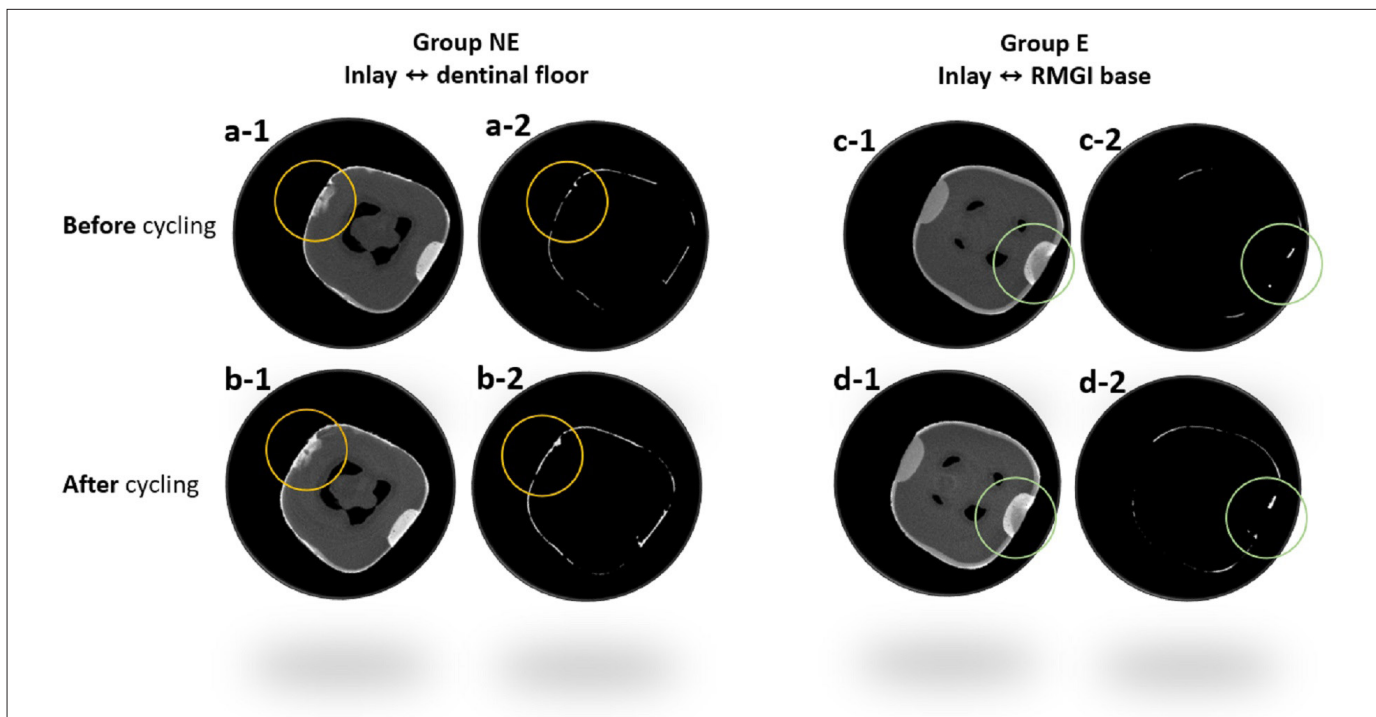 Group NE
Inlay ↔ dentinal floor
Group E
Inlay ↔ RMGI base
a-1
a-2
c-1
c-2
Before cycling
b-1
b-2
d-1
d-2
After cycling